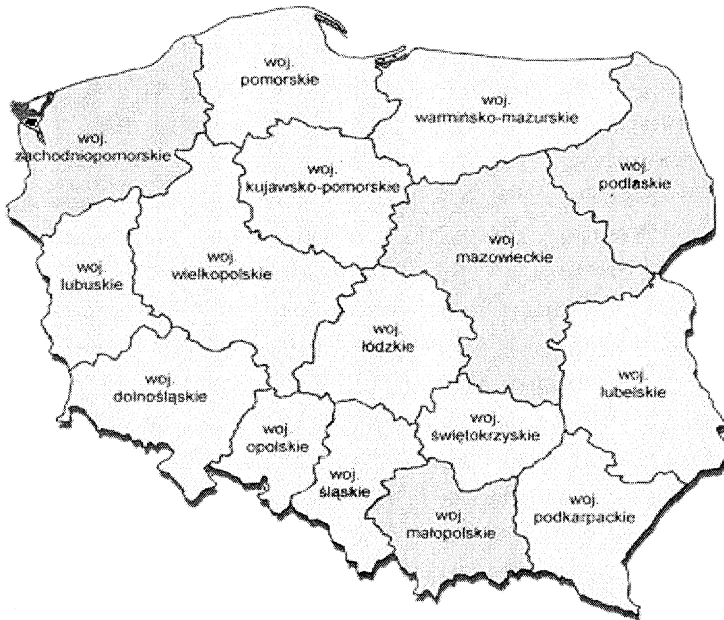 woj.
pomorskie
woj.
warmińsko-mazurskie
woj.
zachodniopomorskie
woj.
podlaskie
woj.
kujawsko-pomorskie
woj.
mazowieckie
woj.
wielkopolskie
woj
lubuskie
woj.
łódzkie
woj.
lubelskie
woj.
dolnośląskie
woj.
świętokrzyskie
woj.
opolskie
woj
śląskie
woj.
małopolskie
woj.
podkarpackie